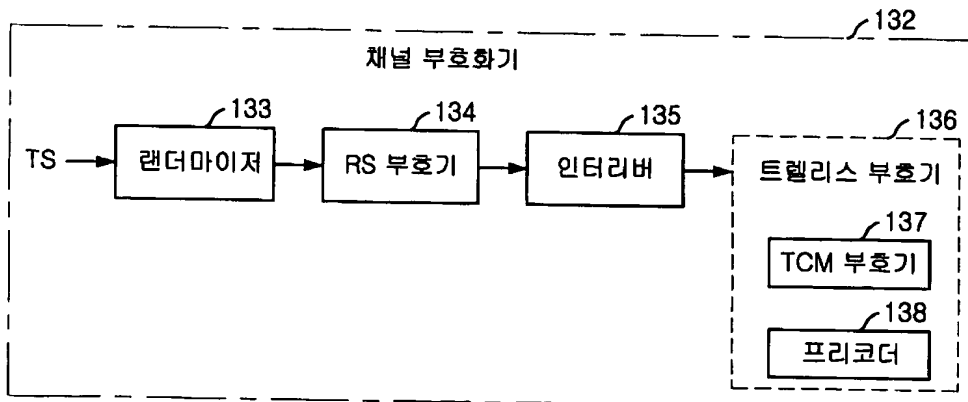 132
채널 부호화기
133
134
135
136
TS
랜더마이저
RS 부호기
인터리버
트렐리스 부호기
137
TCM 부호기
138
프리코더